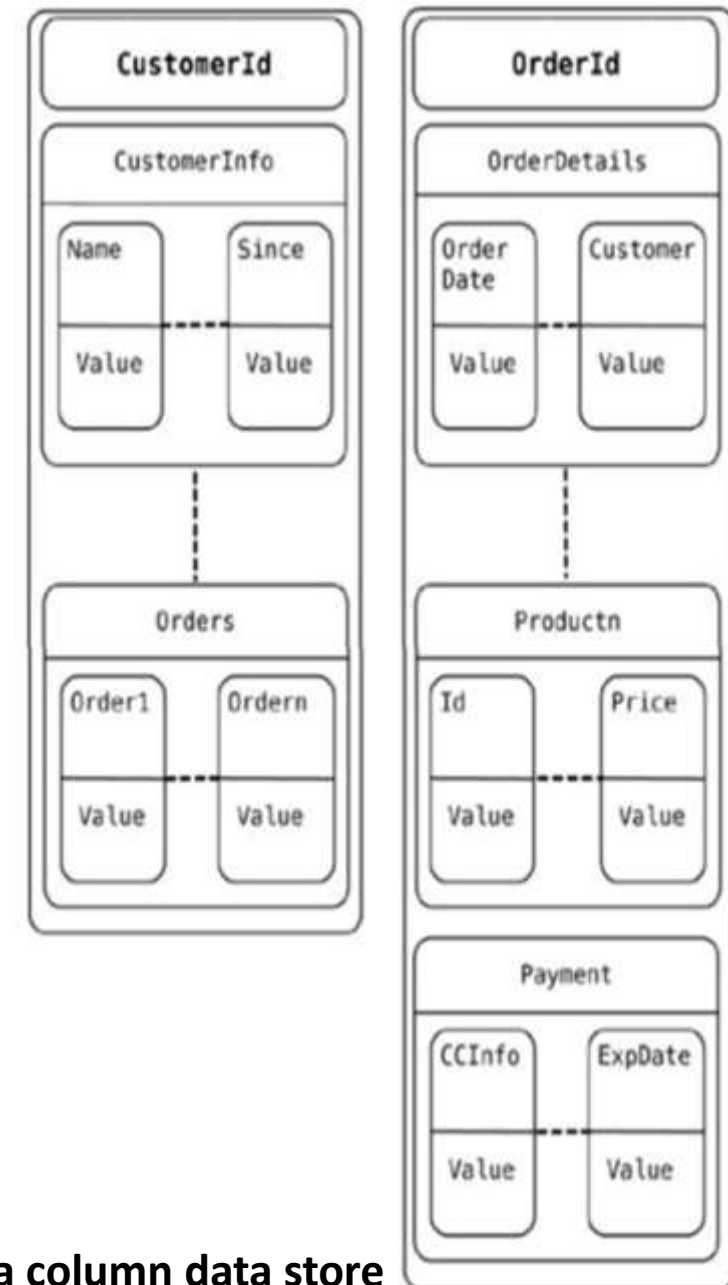 CustomerId
CustomerInfo
Name
Since
Value
Value
Orders
Order1
Ordern
Value
Value
OrderId
OrderDetails
Order
Date
Customer
Value
Value
Productn
Id
Price
Value
Value
Payment
CCInfo
ExpDate
Value
Value
a column data store